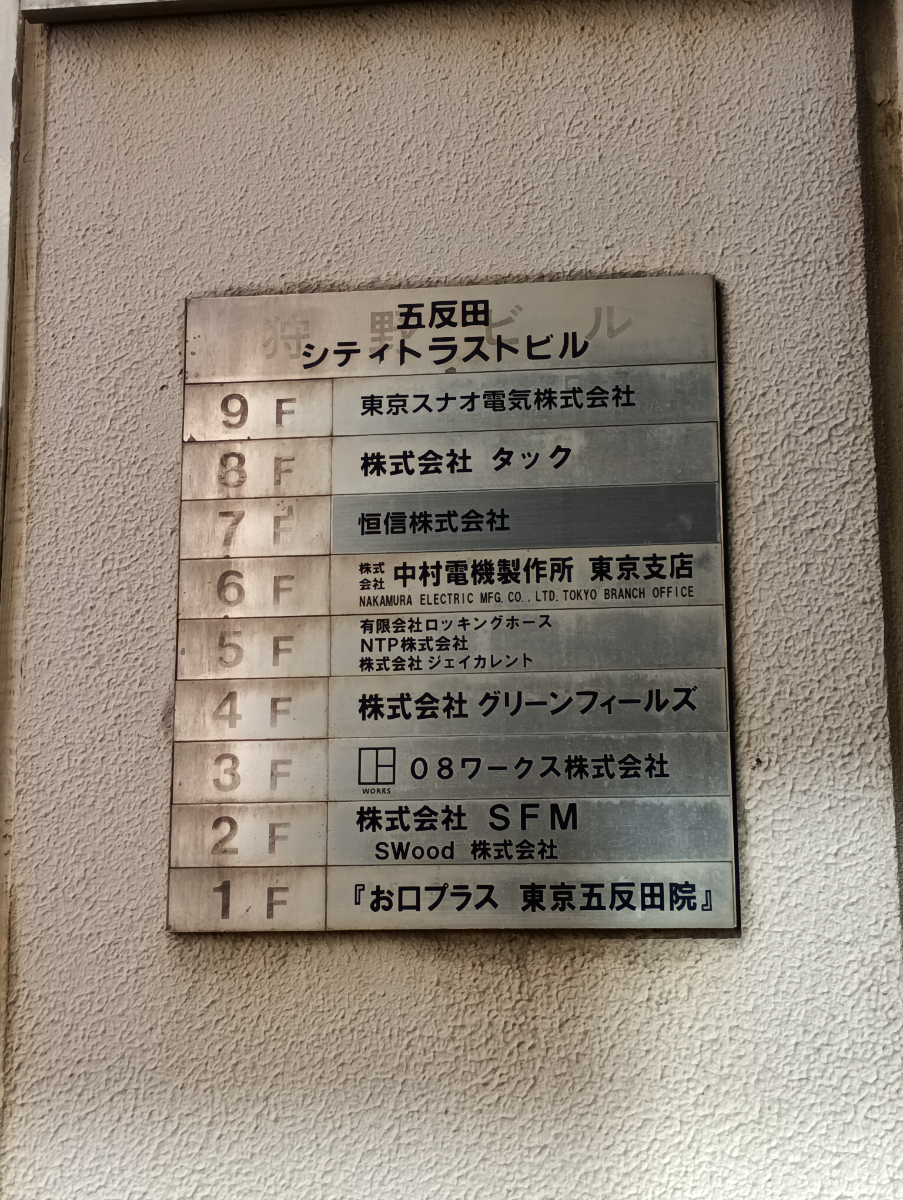 狩野ビル
五反田
シティトラストビル
9 F 東京スナオ電気株式会社
8 F 株式会社 タック
7 F 恒信株式会社
6 F 株式会社 中村電機製作所 東京支店
NAKAMURA ELECTRIC MFG. CO., LTD. TOKYO BRANCH OFFICE
5 F 有限会社ロッキングホース
NTP株式会社
株式会社 ジェイカレント
4 F 株式会社 グリーンフィールズ
3 F WORKS 08ワークス株式会社
2 F 株式会社 SFM
SWood 株式会社
1 F 『お口プラス 東京五反田院』